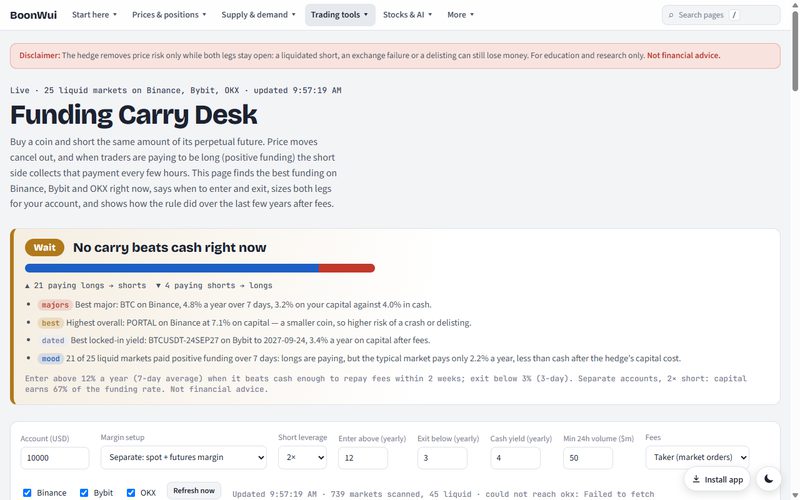 BoonWui
Start here
Prices & positions
Supply & demand
Trading tools
Stocks & AI
More
Search pages /
Disclaimer: The hedge removes price risk only while both legs stay open: a liquidated short, an exchange failure or a delisting can still lose money. For education and research only. Not financial advice.
Live · 25 liquid markets on Binance, Bybit, OKX · updated 9:57:19 AM
Funding Carry Desk
Buy a coin and short the same amount of its perpetual future. Price moves
cancel out, and when traders are paying to be long (positive funding) the short
side collects that payment every few hours. This page finds the best funding on
Binance, Bybit and OKX right now, says when to enter and exit, sizes both legs
for your account, and shows how the rule did over the last few years after fees.
Wait No carry beats cash right now
▲ 21 paying longs → shorts ▼ 4 paying shorts → longs
majors Best major: BTC on Binance, 4.8% a year over 7 days, 3.2% on your capital against 4.0% in cash.
best Highest overall: PORTAL on Binance at 7.1% on capital — a smaller coin, so higher risk of a crash or delisting.
dated Best locked-in yield: BTCUSDT-24SEP27 on Bybit to 2027-09-24, 3.4% a year on capital after fees.
mood 21 of 25 liquid markets paid positive funding over 7 days: longs are paying, but the typical market pays only 2.2% a year, less than cash after the hedge's capital cost.
Enter above 12% a year (7-day average) when it beats cash enough to repay fees within 2 weeks; exit below 3% (3-day). Separate accounts, 2× short: capital
earns 67% of the funding rate. Not financial advice.
Account (USD)
Margin setup
Short leverage
Enter above (yearly)
Exit below (yearly)
Cash yield (yearly)
Min 24h volume ($m)
Fees
10000
Separate: spot + futures margin
2×
12
3
4
50
Taker (market orders)
Install app
Binance
Bybit
OKX
Refresh now
Updated 9:57:19 AM · 739 markets scanned, 45 liquid · could not reach okx: Failed to fetch